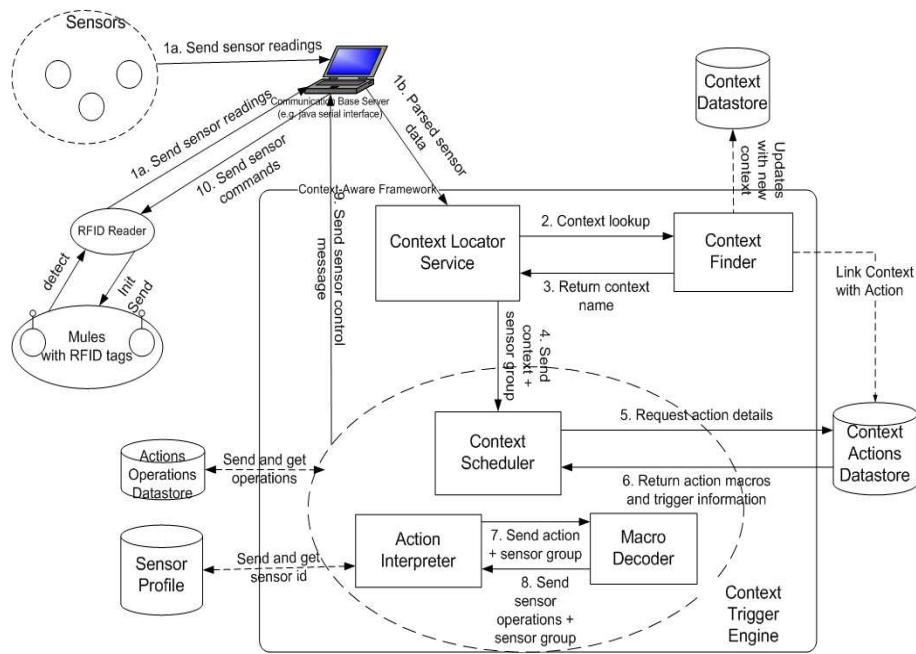 Sensors
1a. Send sensor readings
Communication Base Server
(e.g. java serial interface)
1a. Send sensor readings
10. Send sensor
commands
1b. Parsed sensor
data
Context
Datastore
Updates
with new
context
Context-Aware Framework
RFID Reader
detect
Init
Send
Mules
with RFID tags
9. Send sensor control
message
Context Locator
Service
2. Context lookup
3. Return context
name
Context
Finder
Link Context
with Action
4. Send
context +
sensor group
Context
Scheduler
5. Request action details
6. Return action macros
and trigger information
Context
Actions
Datastore
Actions
Operations
Datastore
Send and get
operations
Sensor
Profile
Send and get
sensor id
Action
Interpreter
7. Send action
+ sensor group
8. Send
sensor
operations +
sensor group
Macro
Decoder
Context
Trigger
Engine